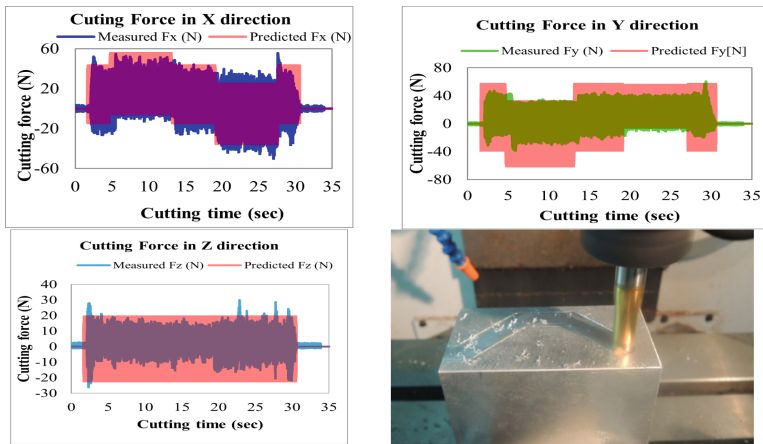 Cuting Force in X direction
Measured Fx (N) Predicted Fx (N)
Cutting force (N)
60
20
-20
-60
0 5 10 15 20 25 30 35
Cutting time (sec)
Cutting Force in Y direction
Measured Fy (N) Predicted Fy[N]
Cutting force (N)
80
40
0
-40
-80
0 5 10 15 20 25 30 35
Cutting time (sec)
Cutting Force in Z direction
Measured Fz (N) Predicted Fz (N)
Cutting force (N)
40
30
20
10
0
-10
-20
-30
0 5 10 15 20 25 30 35
Cutting time (sec)